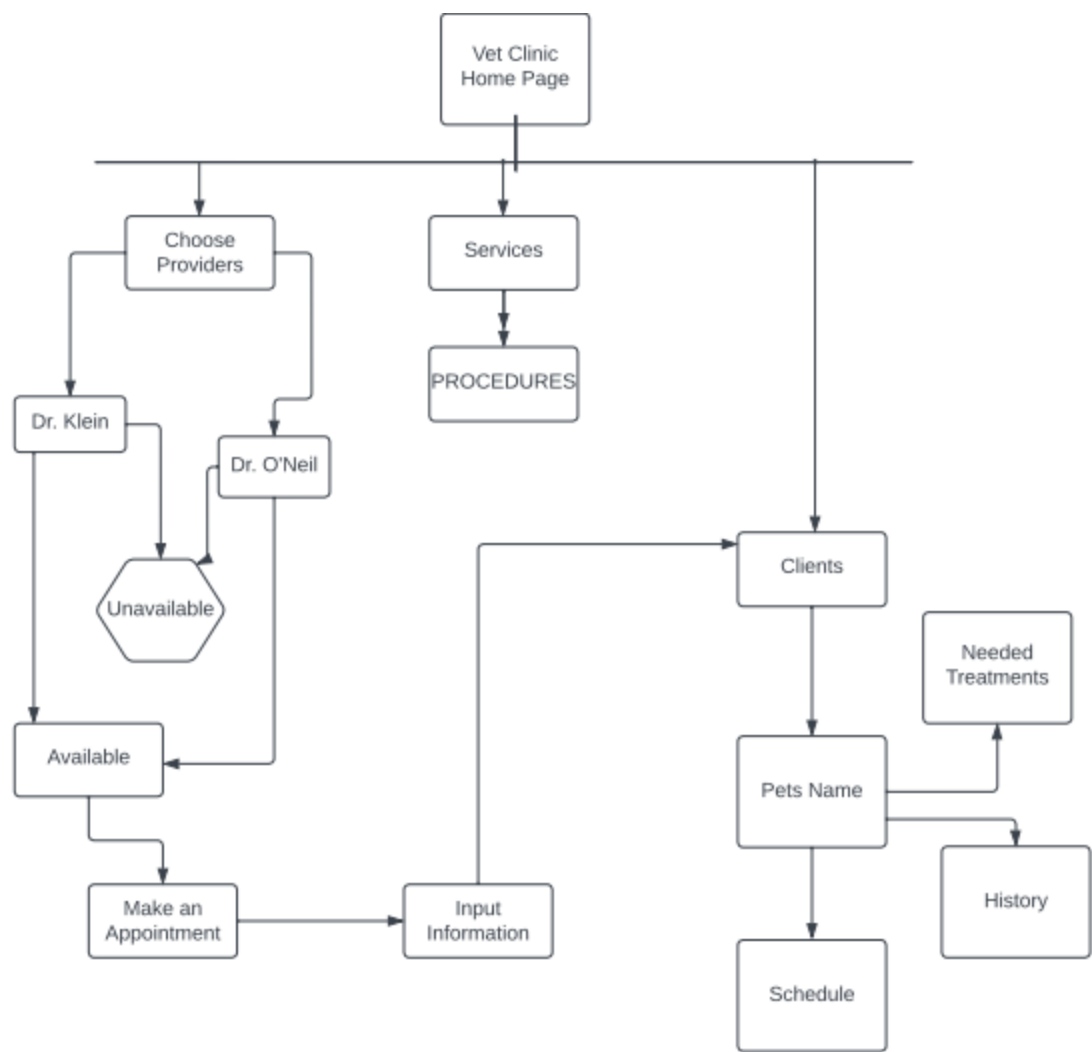 Vet Clinic
Home Page
Choose
Providers
Services
PROCEDURES
Dr. Klein
Dr. O'Neil
Unavailable
Clients
Needed
Treatments
Available
Pets Name
Make an
Appointment
Input
Information
History
Schedule